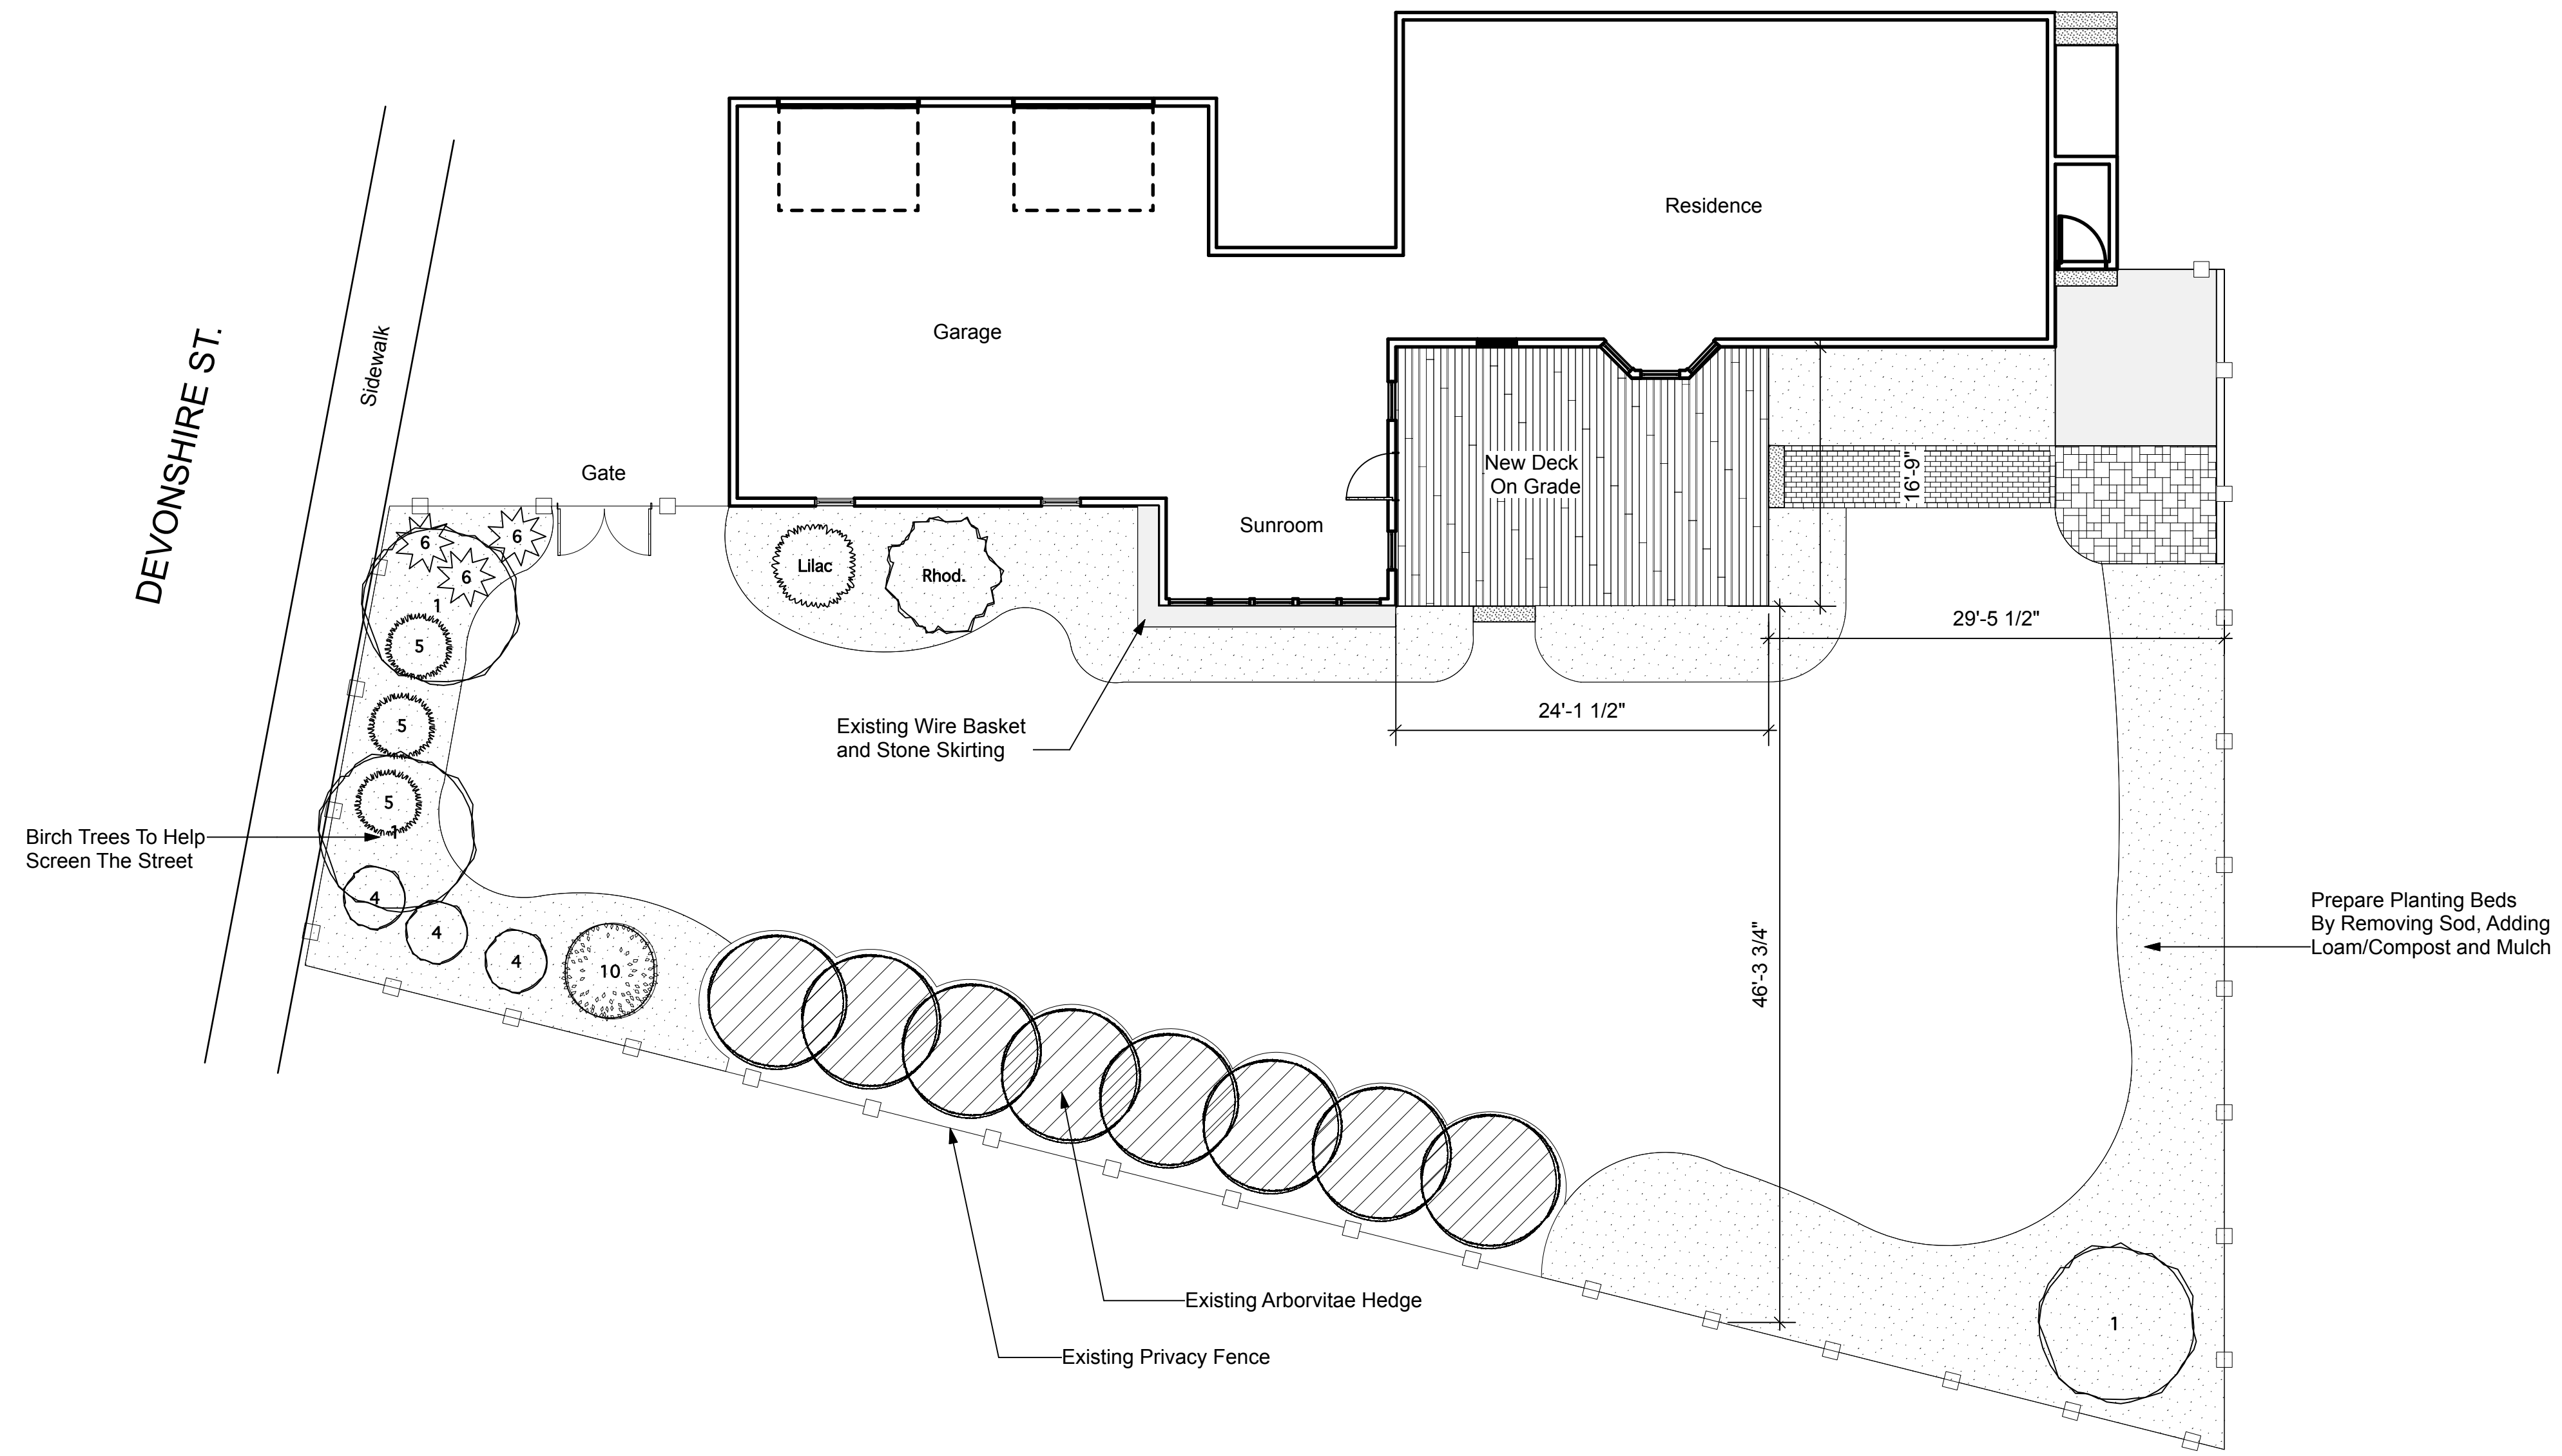 Residence
Garage
DEVONSHIRE ST.
Sidewalk
Gate
New Deck
On Grade
16'-9"
Sunroom
6
6
6
Lilac
Rhod.
1
5
29'-5 1/2"
5
24'-1 1/2"
Existing Wire Basket
and Stone Skirting
5
1
Birch Trees To Help
Screen The Street
4
4
4
10
46'-3 3/4"
Prepare Planting Beds
By Removing Sod, Adding
Loam/Compost and Mulch
Existing Arborvitae Hedge
1
Existing Privacy Fence